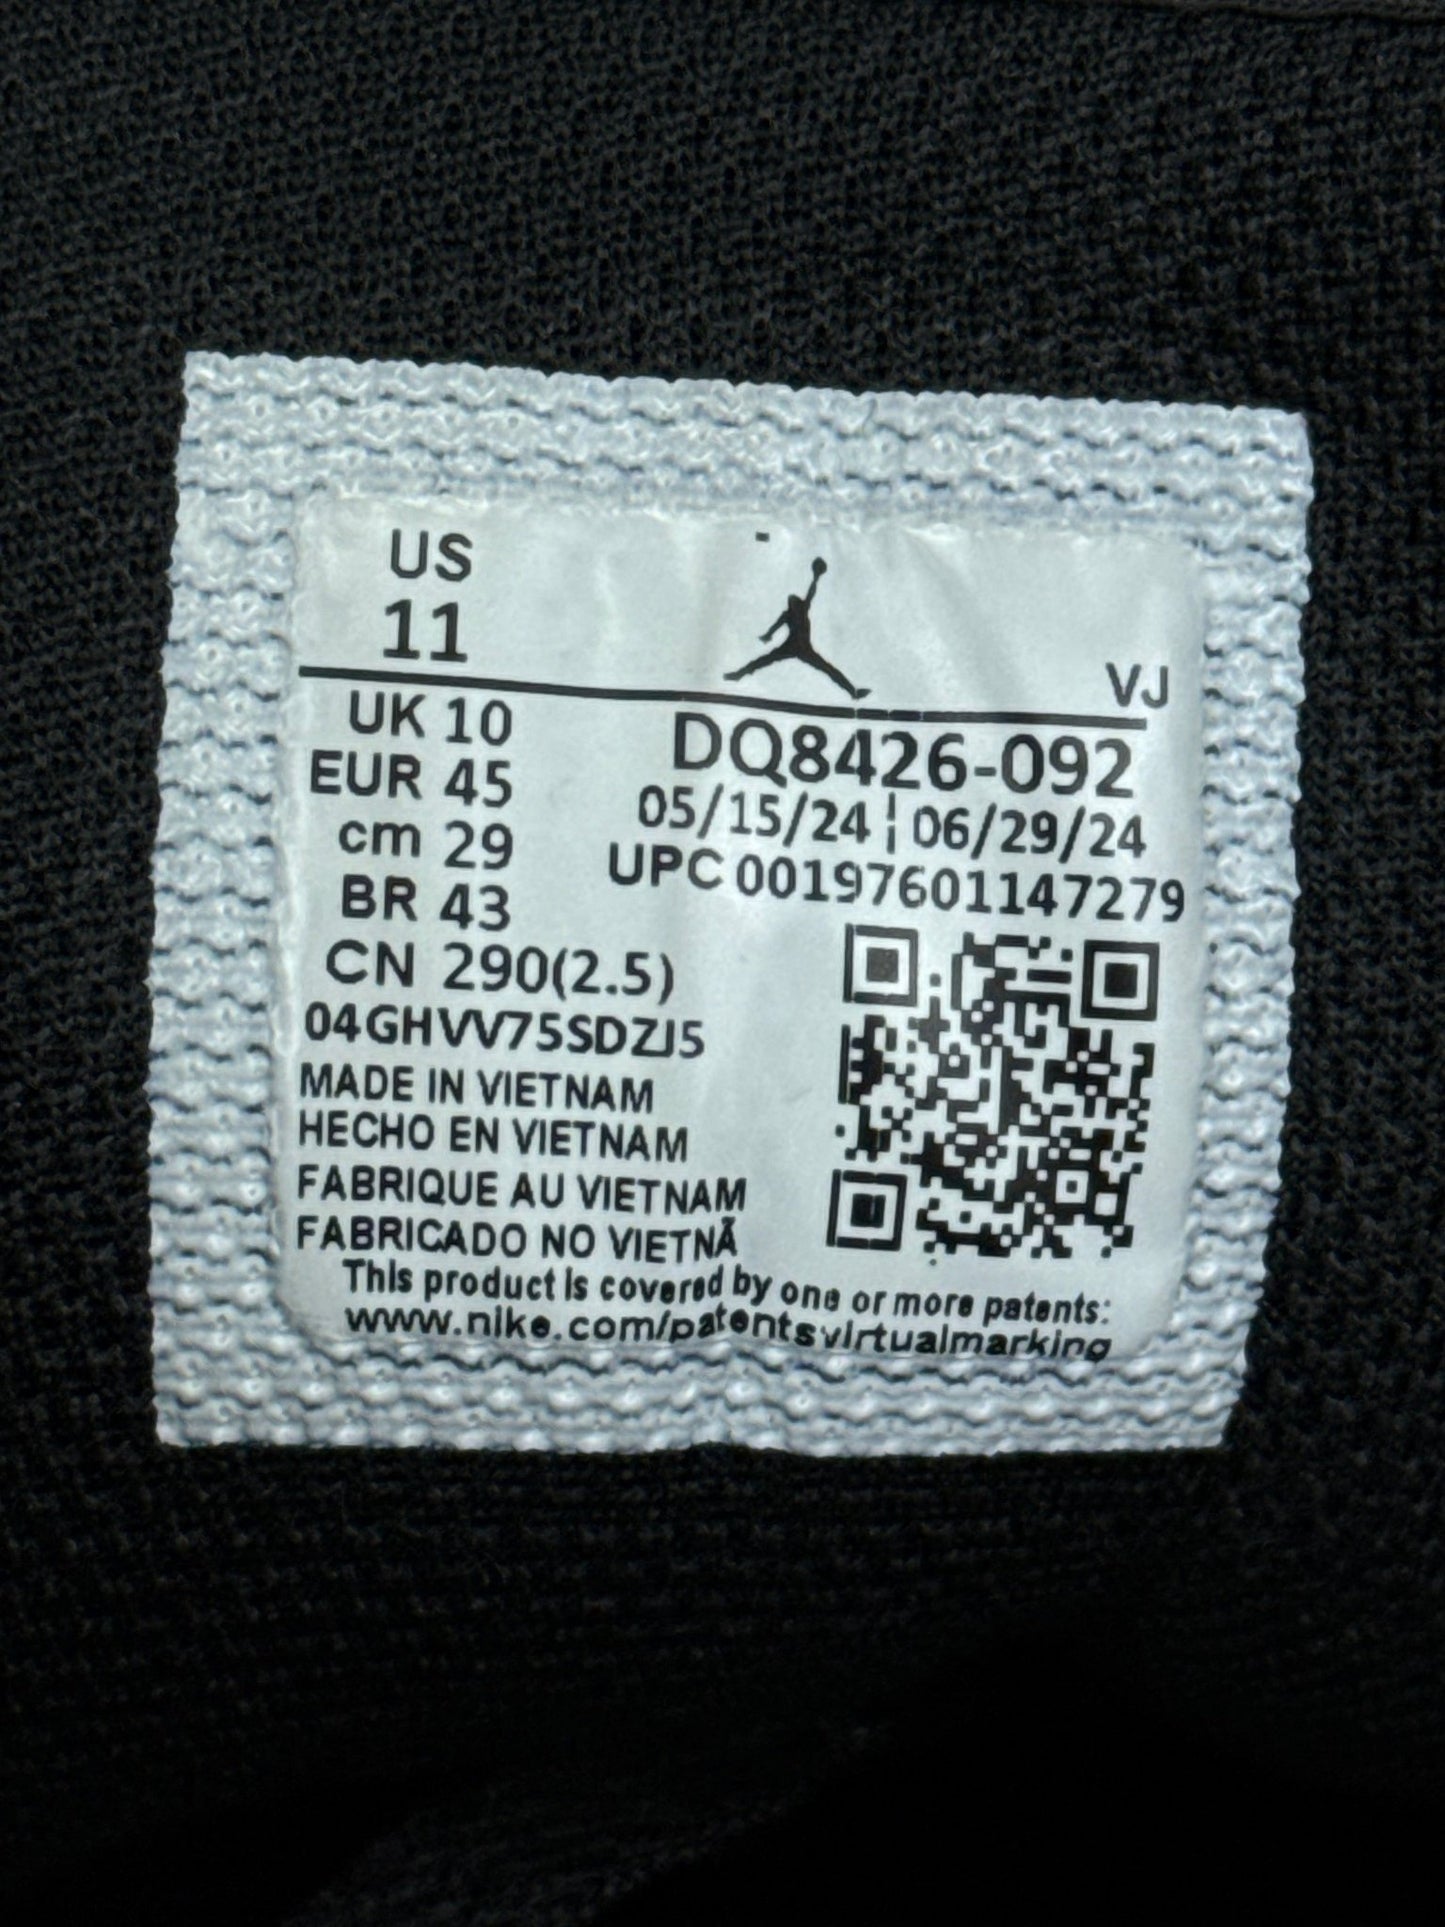 US
11
VJ
UK 10
EUR 45
cm 29
BR 43
CN 290(2.5)
DQ8426-092
05/15/24 ¦ 06/29/24
UPC 00197601147279
04GHVV75SDZJ5
MADE IN VIETNAM
HECHO EN VIETNAM
FABRIQUE AU VIETNAM
FABRICADO NO VIETNÃ
This product is covered by one or more patents:
www.nike.com/patentsvirtualmarking